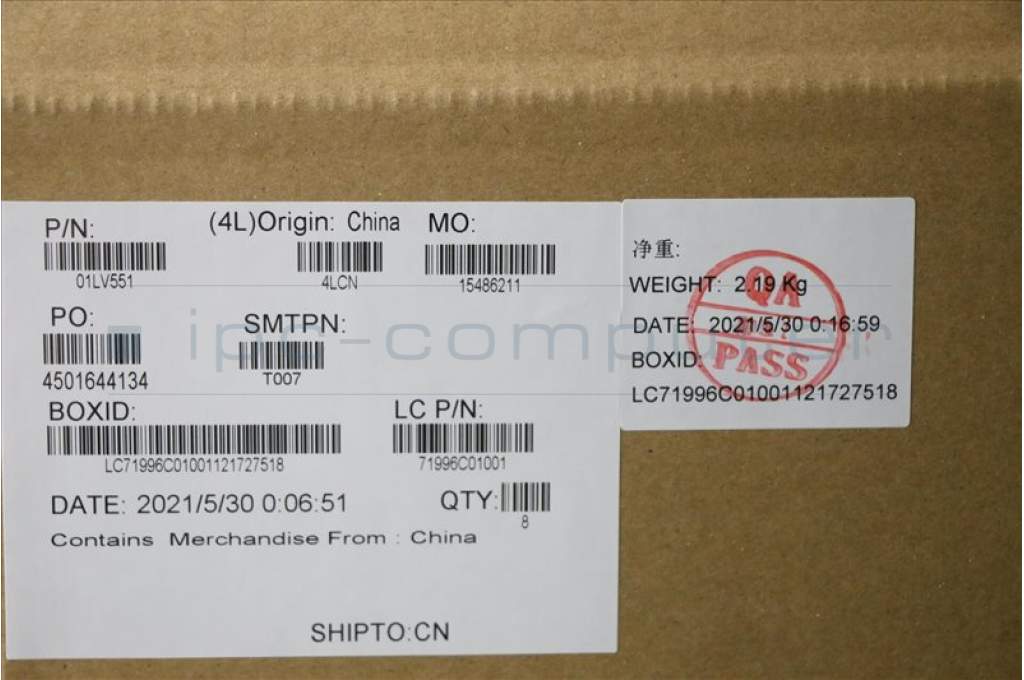 P/N:
(4L)Origin: China
MO:
01LV551
4LCN
15486211
PO:
SMTPN:
4501644134
T007
BOXID:
LC P/N:
LC71996C01001121727518
71996C01001
DATE: 2021/5/30 0:06:51
QTY:
8
Contains Merchandise From : China
SHIPTO:CN
净重:
WEIGHT: 2.19 Kg
DATE: 2021/5/30 0:16:59
BOXID:
LC71996C01001121727518
QA
PASS
ipc-computer